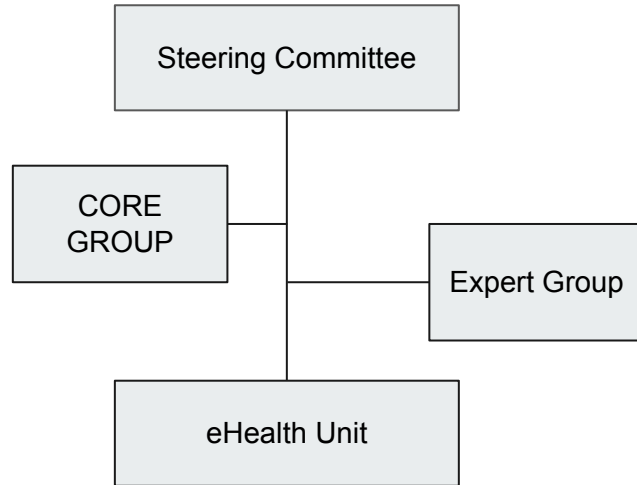 Steering Committee
CORE
GROUP
Expert Group
eHealth Unit